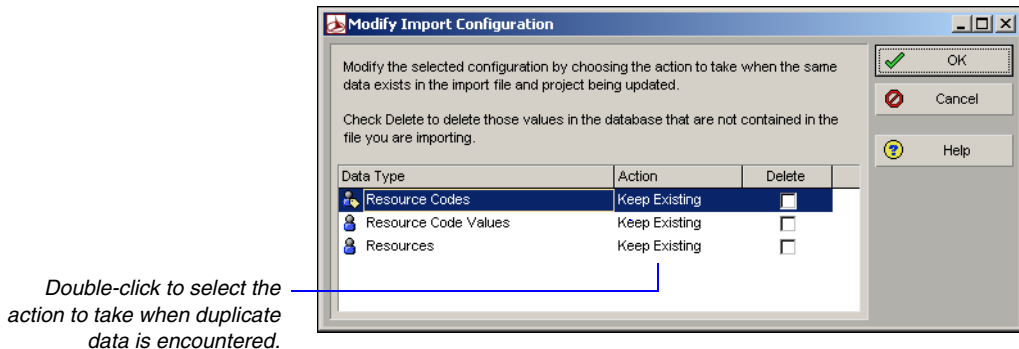 Modify Import Configuration
Modify the selected configuration by choosing the action to take when the same
data exists in the import file and project being updated.
Check Delete to delete those values in the database that are not contained in the
file you are importing.
Data Type Action Delete
Resource Codes Keep Existing
Resource Code Values Keep Existing
Resources Keep Existing
OK
Cancel
Help
Double-click to select the
action to take when duplicate
data is encountered.